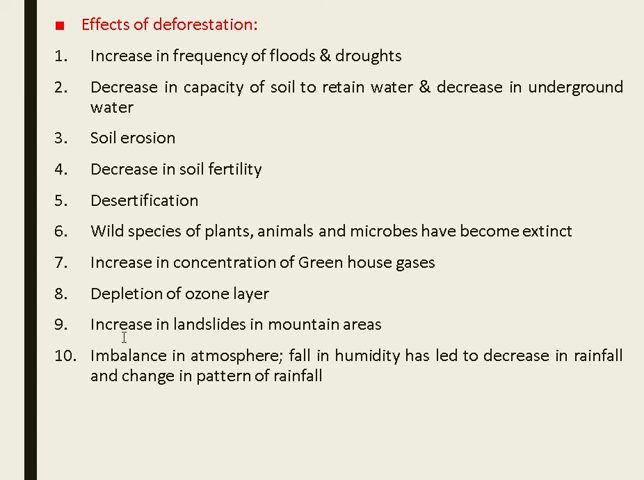 ■ Effects of deforestation:
1. Increase in frequency of floods & droughts
2. Decrease in capacity of soil to retain water & decrease in underground
water
3. Soil erosion
4. Decrease in soil fertility
5. Desertification
6. Wild species of plants, animals and microbes have become extinct
7. Increase in concentration of Green house gases
8. Depletion of ozone layer
9. Increase in landslides in mountain areas
10. Imbalance in atmosphere; fall in humidity has led to decrease in rainfall
and change in pattern of rainfall